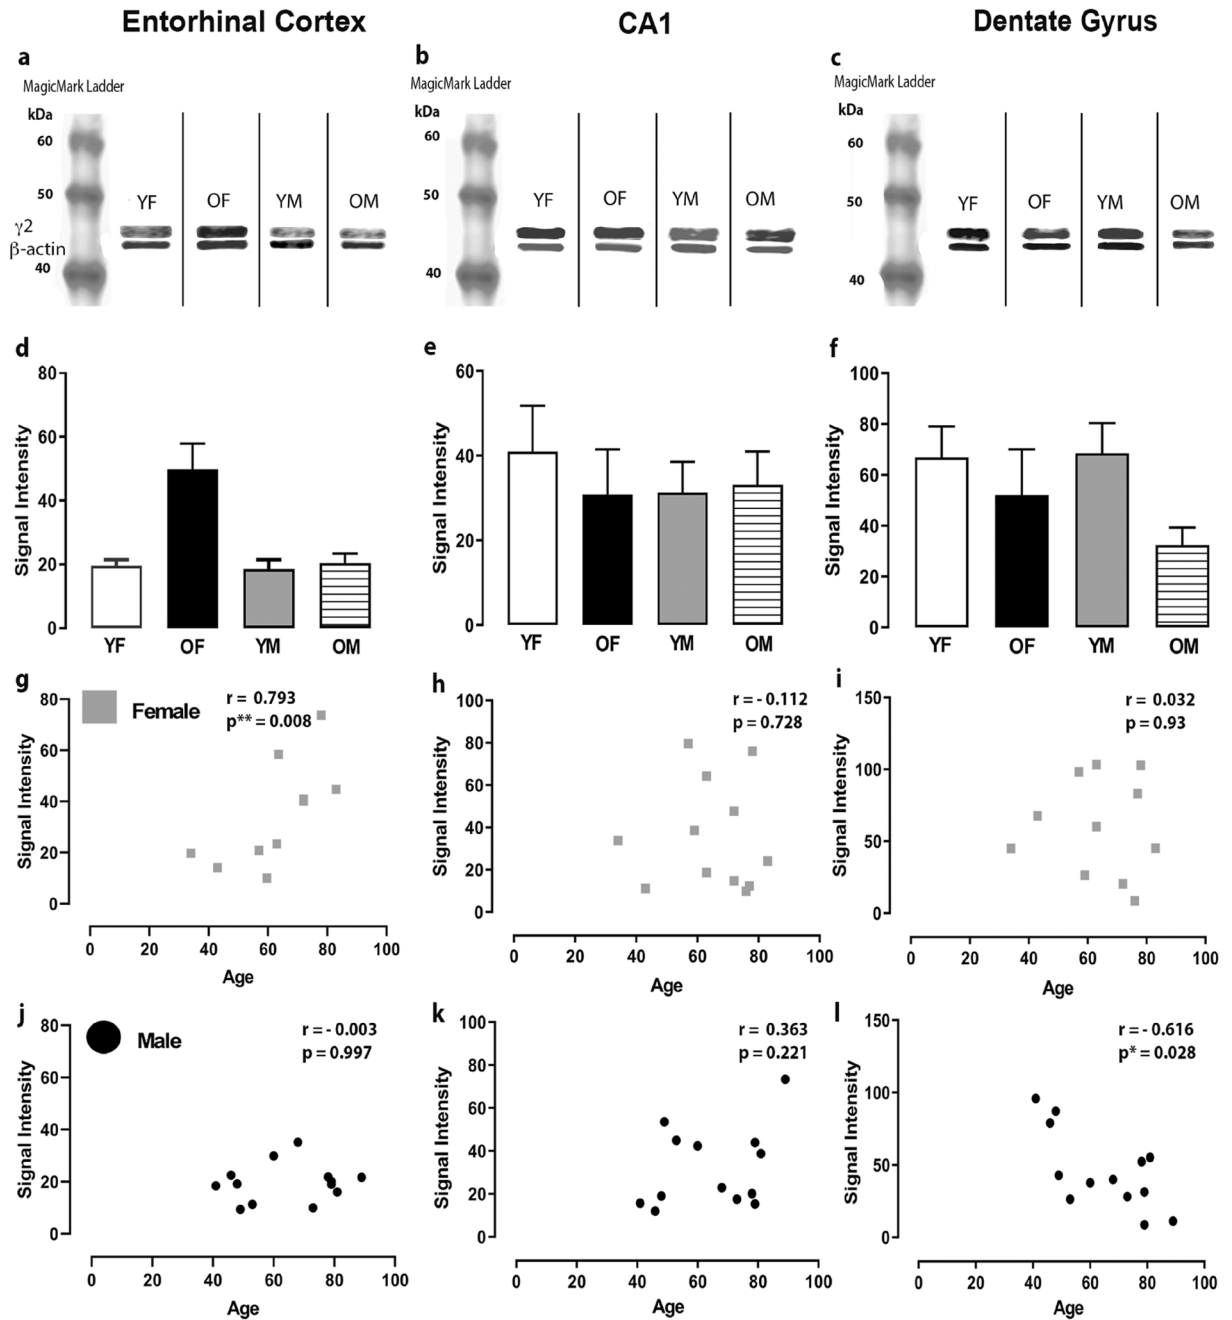 Entorhinal Cortex
CA1
Dentate Gyrus
a
MagicMark Ladder
kDa
60
50
40
γ2
β-actin
YF
OF
YM
OM
b
MagicMark Ladder
kDa
60
50
40
YF
OF
YM
OM
c
MagicMark Ladder
kDa
60
50
40
YF
OF
YM
OM
d
Signal Intensity
80
60
40
20
0
YF
OF
YM
OM
e
Signal Intensity
60
40
20
0
YF
OF
YM
OM
f
Signal Intensity
100
80
60
40
20
0
YF
OF
YM
OM
g
Female
r = 0.793
p** = 0.008
Signal Intensity
80
60
40
20
0
0 20 40 60 80 100
Age
h
r = - 0.112
p = 0.728
Signal Intensity
100
80
60
40
20
0
0 20 40 60 80 100
Age
i
r = 0.032
p = 0.93
Signal Intensity
150
100
50
0
0 20 40 60 80 100
Age
j
Male
r = - 0.003
p = 0.997
Signal Intensity
80
60
40
20
0
0 20 40 60 80 100
Age
k
r = 0.363
p = 0.221
Signal Intensity
100
80
60
40
20
0
0 20 40 60 80 100
Age
l
r = - 0.616
p* = 0.028
Signal Intensity
150
100
50
0
0 20 40 60 80 100
Age